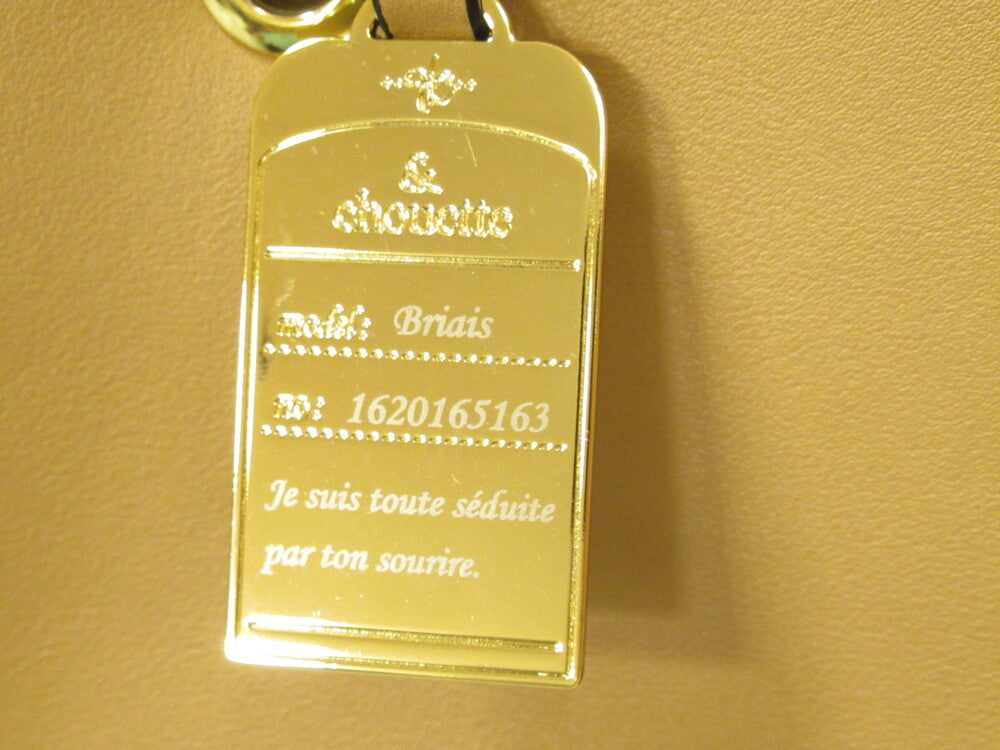 &
chouette
model: Briais
no: 1620165163
Je suis toute séduite
par ton sourire.